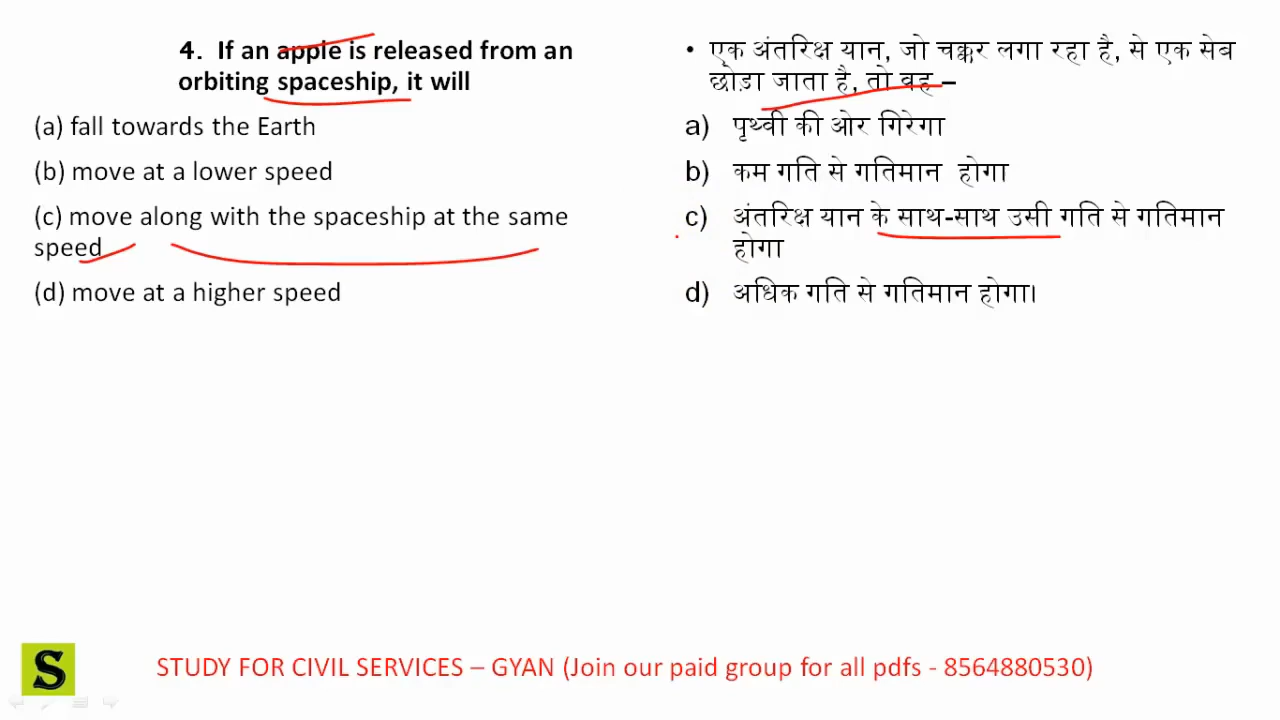 4. If an apple is released from an
orbiting spaceship, it will
(a) fall towards the Earth
(b) move at a lower speed
(c) move along with the spaceship at the same
speed
(d) move at a higher speed
• एक अंतरिक्ष यान, जो चक्कर लगा रहा है, से एक सेब
छोड़ा जाता है, तो वह –
a) पृथ्वी की ओर गिरेगा
b) कम गति से गतिमान होगा
c) अंतरिक्ष यान के साथ-साथ उसी गति से गतिमान
होगा
d) अधिक गति से गतिमान होगा।
S
STUDY FOR CIVIL SERVICES – GYAN (Join our paid group for all pdfs - 8564880530)